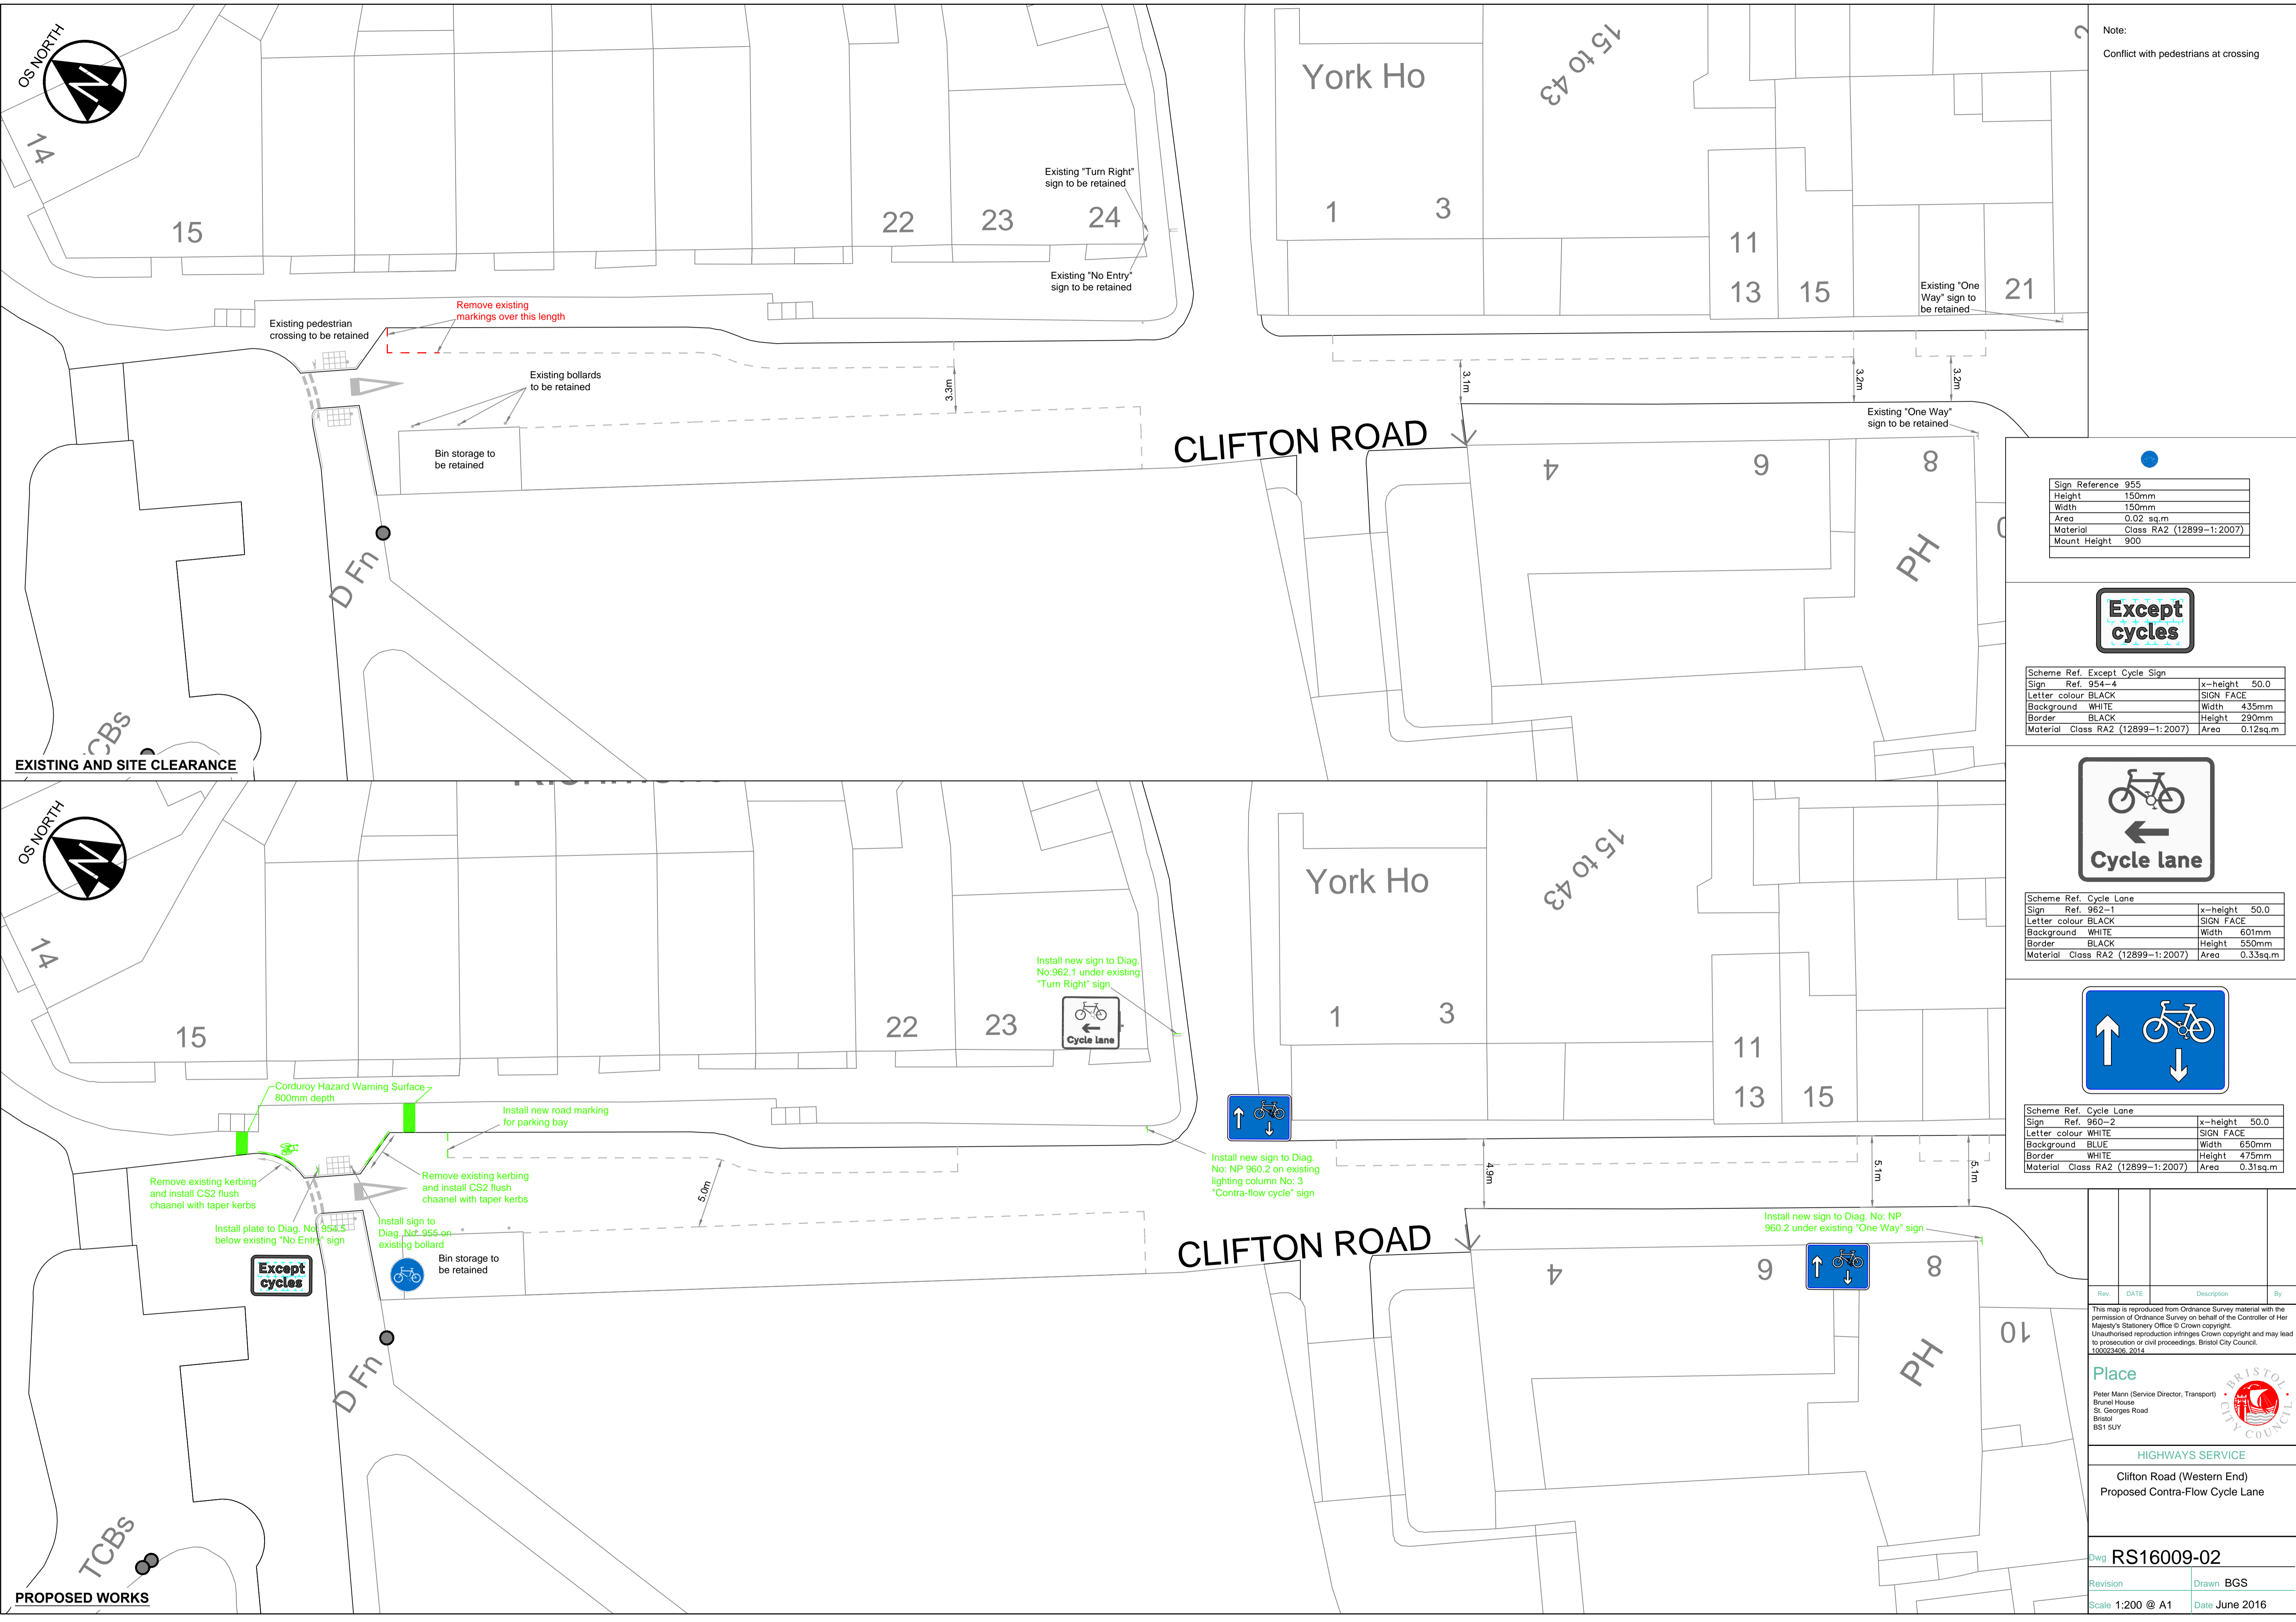 OS NORTH
N
14
15
22
23
24
York Ho
15 to 43
1
3
11
13
15
21
Existing "Turn Right"
sign to be retained
Existing "No Entry"
sign to be retained
Existing "One
Way" sign to
be retained
Remove existing
markings over this length
Existing pedestrian
crossing to be retained
Existing bollards
to be retained
3.3m
3.1m
3.2m
3.2m
Existing "One Way"
sign to be retained
CLIFTON ROAD
Bin storage to
be retained
4
6
8
PH
D Fn
CBs
EXISTING AND SITE CLEARANCE
Note:
Conflict with pedestrians at crossing
Sign Reference 955
Height 150mm
Width 150mm
Area 0.02 sq.m
Material Class RA2 (12899-1:2007)
Mount Height 900
Except
cycles
Scheme Ref. Except Cycle Sign
Sign Ref. 954-4 x-height 50.0
Letter colour BLACK SIGN FACE
Background WHITE Width 435mm
Border BLACK Height 290mm
Material Class RA2 (12899-1:2007) Area 0.12sq.m
Cycle lane
Scheme Ref. Cycle Lane
Sign Ref. 962-1 x-height 50.0
Letter colour BLACK SIGN FACE
Background WHITE Width 601mm
Border BLACK Height 550mm
Material Class RA2 (12899-1:2007) Area 0.33sq.m
Scheme Ref. Cycle Lane
Sign Ref. 960-2 x-height 50.0
Letter colour WHITE SIGN FACE
Background BLUE Width 650mm
Border WHITE Height 475mm
Material Class RA2 (12899-1:2007) Area 0.31sq.m
OS NORTH
N
14
15
22
23
York Ho
15 to 43
1
3
11
13
15
Install new sign to Diag.
No:962.1 under existing
"Turn Right" sign
Cycle lane
Corduroy Hazard Warning Surface
800mm depth
Install new road marking
for parking bay
Remove existing kerbing
and install CS2 flush
chaanel with taper kerbs
Remove existing kerbing
and install CS2 flush
chaanel with taper kerbs
Install plate to Diag. No: 954.5
below existing "No Entry" sign
Install sign to
Diag. No: 955 on
existing bollard
Except
cycles
Bin storage to
be retained
5.0m
Install new sign to Diag.
No: NP 960.2 on existing
lighting column No: 3
"Contra-flow cycle" sign
4.9m
5.1m
5.1m
Install new sign to Diag. No: NP
960.2 under existing "One Way" sign
CLIFTON ROAD
4
6
8
10
PH
D Fn
TCBs
PROPOSED WORKS
Rev. DATE Description By
This map is reproduced from Ordnance Survey material with the
permission of Ordnance Survey on behalf of the Controller of Her
Majesty's Stationery Office © Crown copyright.
Unauthorised reproduction infringes Crown copyright and may lead
to prosecution or civil proceedings. Bristol City Council.
100023406. 2014
Place
Peter Mann (Service Director, Transport)
Brunel House
St. Georges Road
Bristol
BS1 5UY
BRISTOL CITY COUNCIL
HIGHWAYS SERVICE
Clifton Road (Western End)
Proposed Contra-Flow Cycle Lane
Dwg RS16009-02
Revision Drawn BGS
Scale 1:200 @ A1 Date June 2016